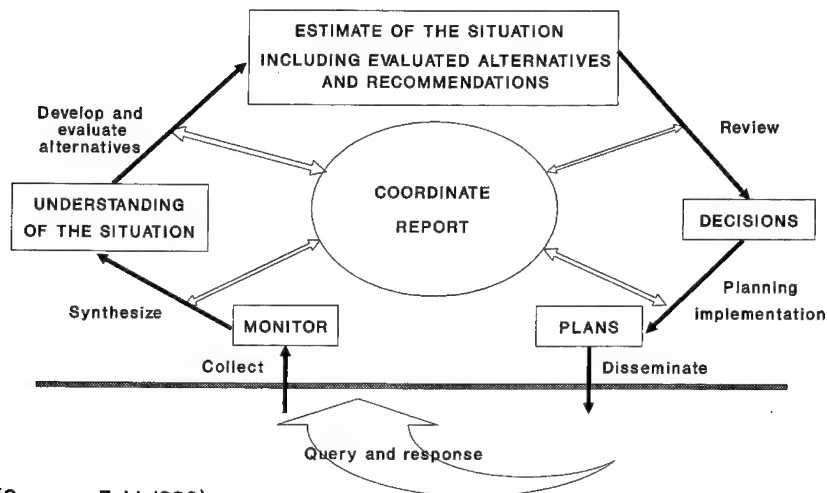 ESTIMATE OF THE SITUATION
INCLUDING EVALUATED ALTERNATIVES
AND RECOMMENDATIONS
Develop and
evaluate
alternatives
Review
COORDINATE
REPORT
UNDERSTANDING
OF THE SITUATION
DECISIONS
Synthesize
Planning
implementation
MONITOR
PLANS
Collect
Disseminate
Query and response